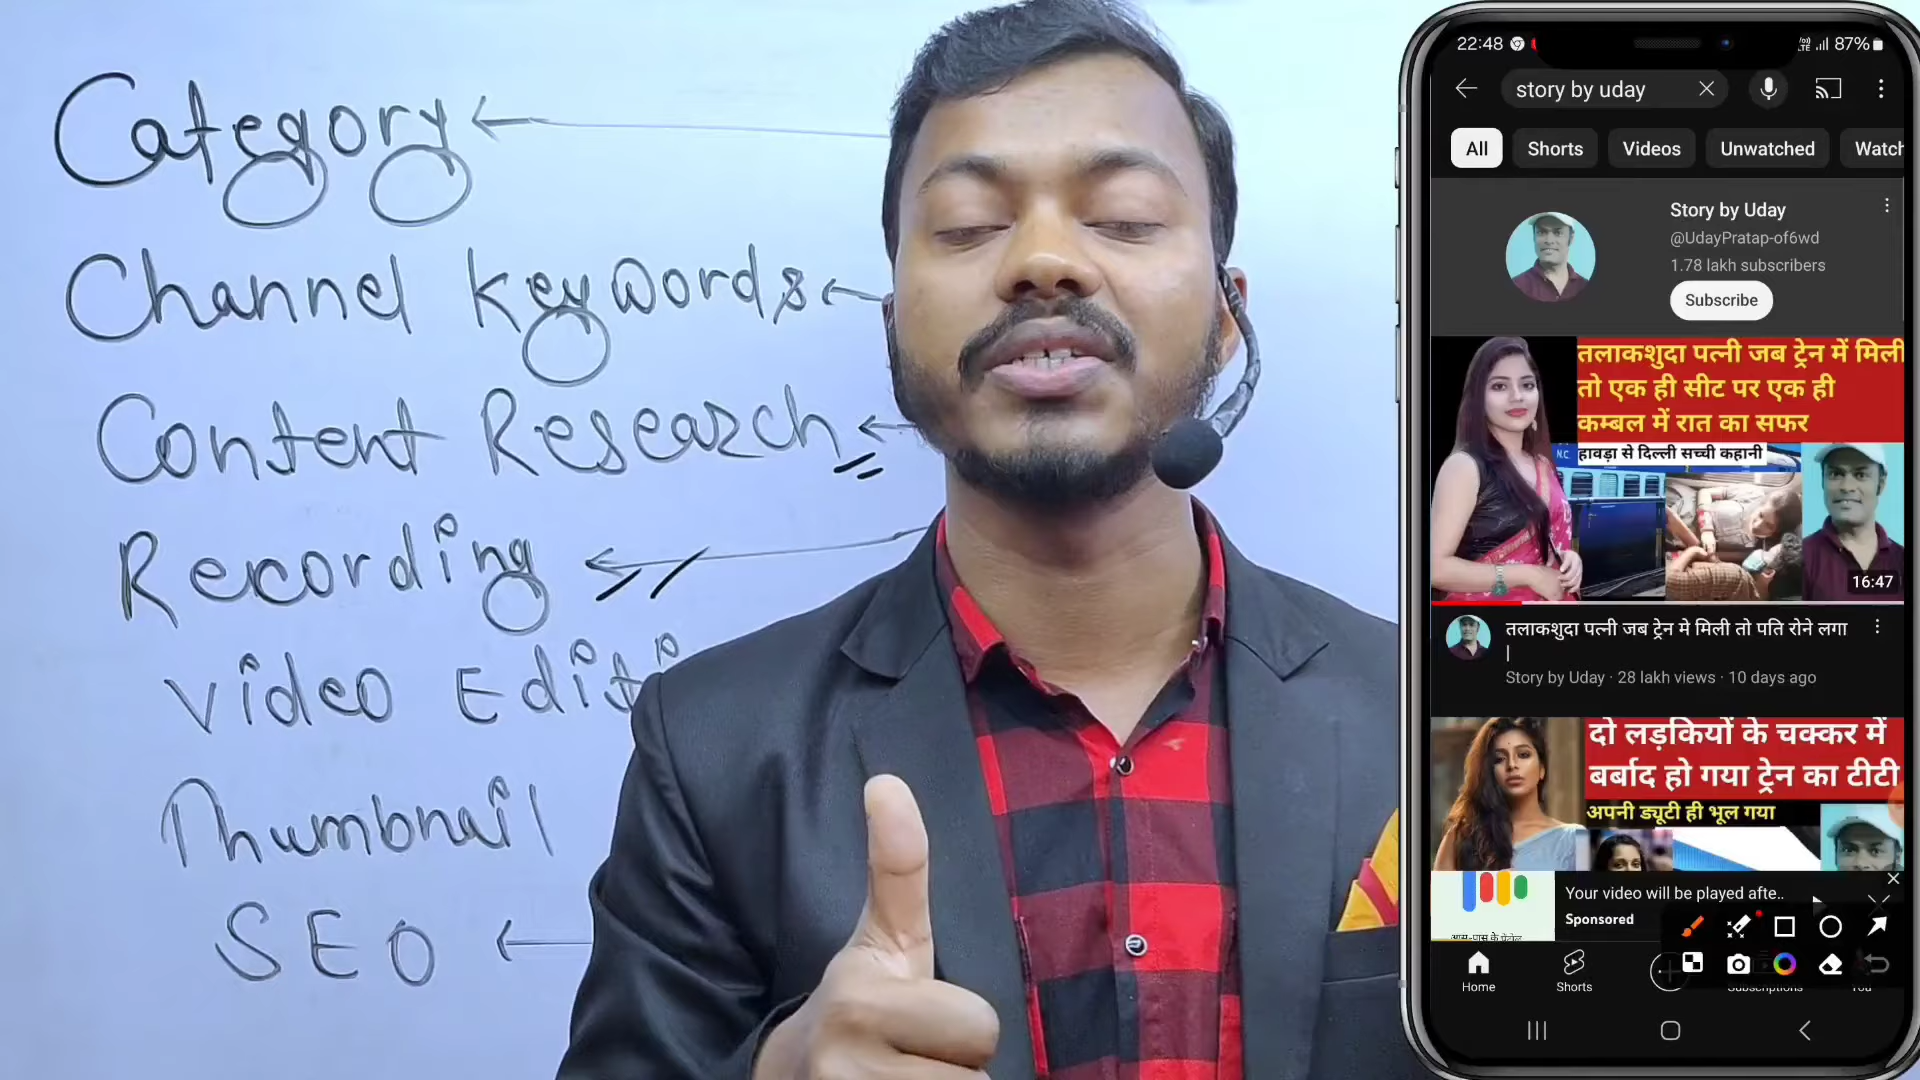 Category
Channel Keywords
Content Research
Recording
Video Editi
Thumbnail
SEO
22:48
87%
story by uday
All
Shorts
Videos
Unwatched
Watch
Story by Uday
@UdayPratap-of6wd
1.78 lakh subscribers
Subscribe
तलाकशुदा पत्नी जब ट्रेन में मिली
तो एक ही सीट पर एक ही
कम्बल में रात का सफर
N.C
हावड़ा से दिल्ली सच्ची कहानी
16:47
तलाकशुदा पत्नी जब ट्रेन मे मिली तो पति रोने लगा
|
Story by Uday · 28 lakh views · 10 days ago
दो लड़कियों के चक्कर में
बर्बाद हो गया ट्रेन का टीटी
अपनी ड्यूटी ही भूल गया
Your video will be played afte..
Sponsored
आस-पास के पेट्रोल
Home
Shorts
Subscriptions
You